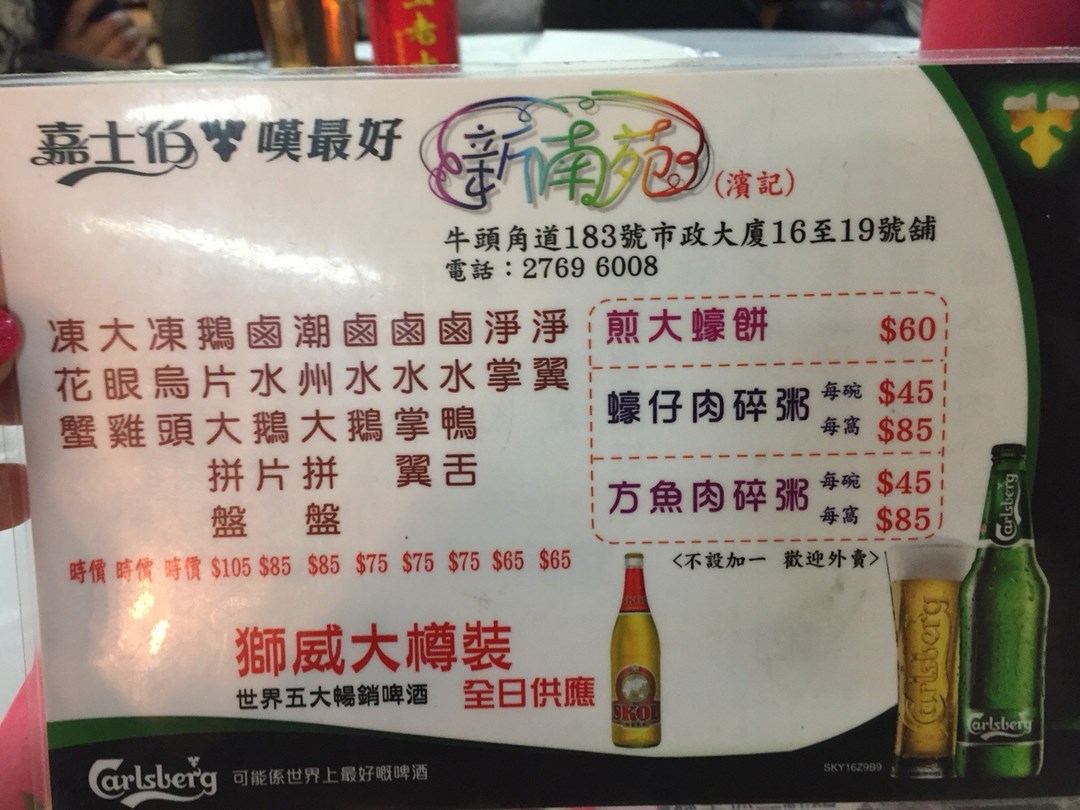 老
嘉士伯 嘆最好
新南苑
(濱記)
牛頭角道183號市政大廈16至19號舖
電話：2769 6008
淨翼 $65
淨掌 $65
鹵水鴨舌 $75
鹵水掌翼 $75
鹵水鵝 $75
潮州大拼盤 $85
鹵水鵝片 $85
鵝片大拼盤 $105
凍烏頭 時價
大眼雞 時價
凍花蟹 時價
煎大蠔餅 $60
蠔仔肉碎粥 每碗 $45
每窩 $85
方魚肉碎粥 每碗 $45
每窩 $85
<不設加一 歡迎外賣>
獅威大樽裝
世界五大暢銷啤酒 全日供應
SKOL
Carlsberg
Carlsberg
Carlsberg
Carlsberg 可能係世界上最好嘅啤酒
SKY16Z9B9